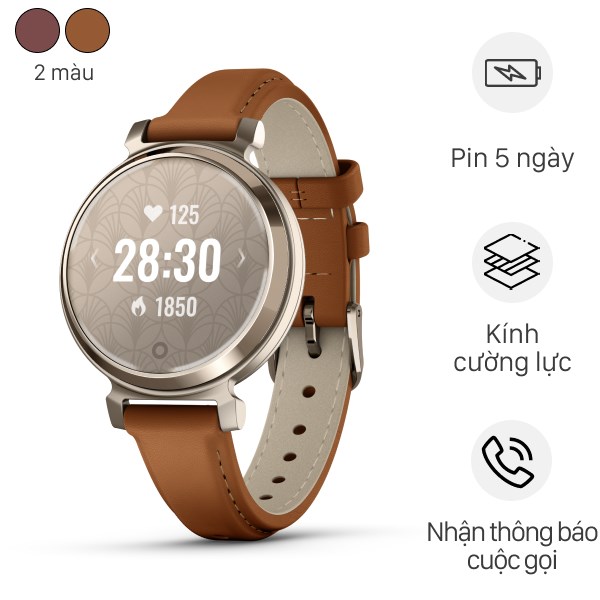 2 màu
125
28:30
1850
Pin 5 ngày
Kính
cường lực
Nhận thông báo
cuộc gọi